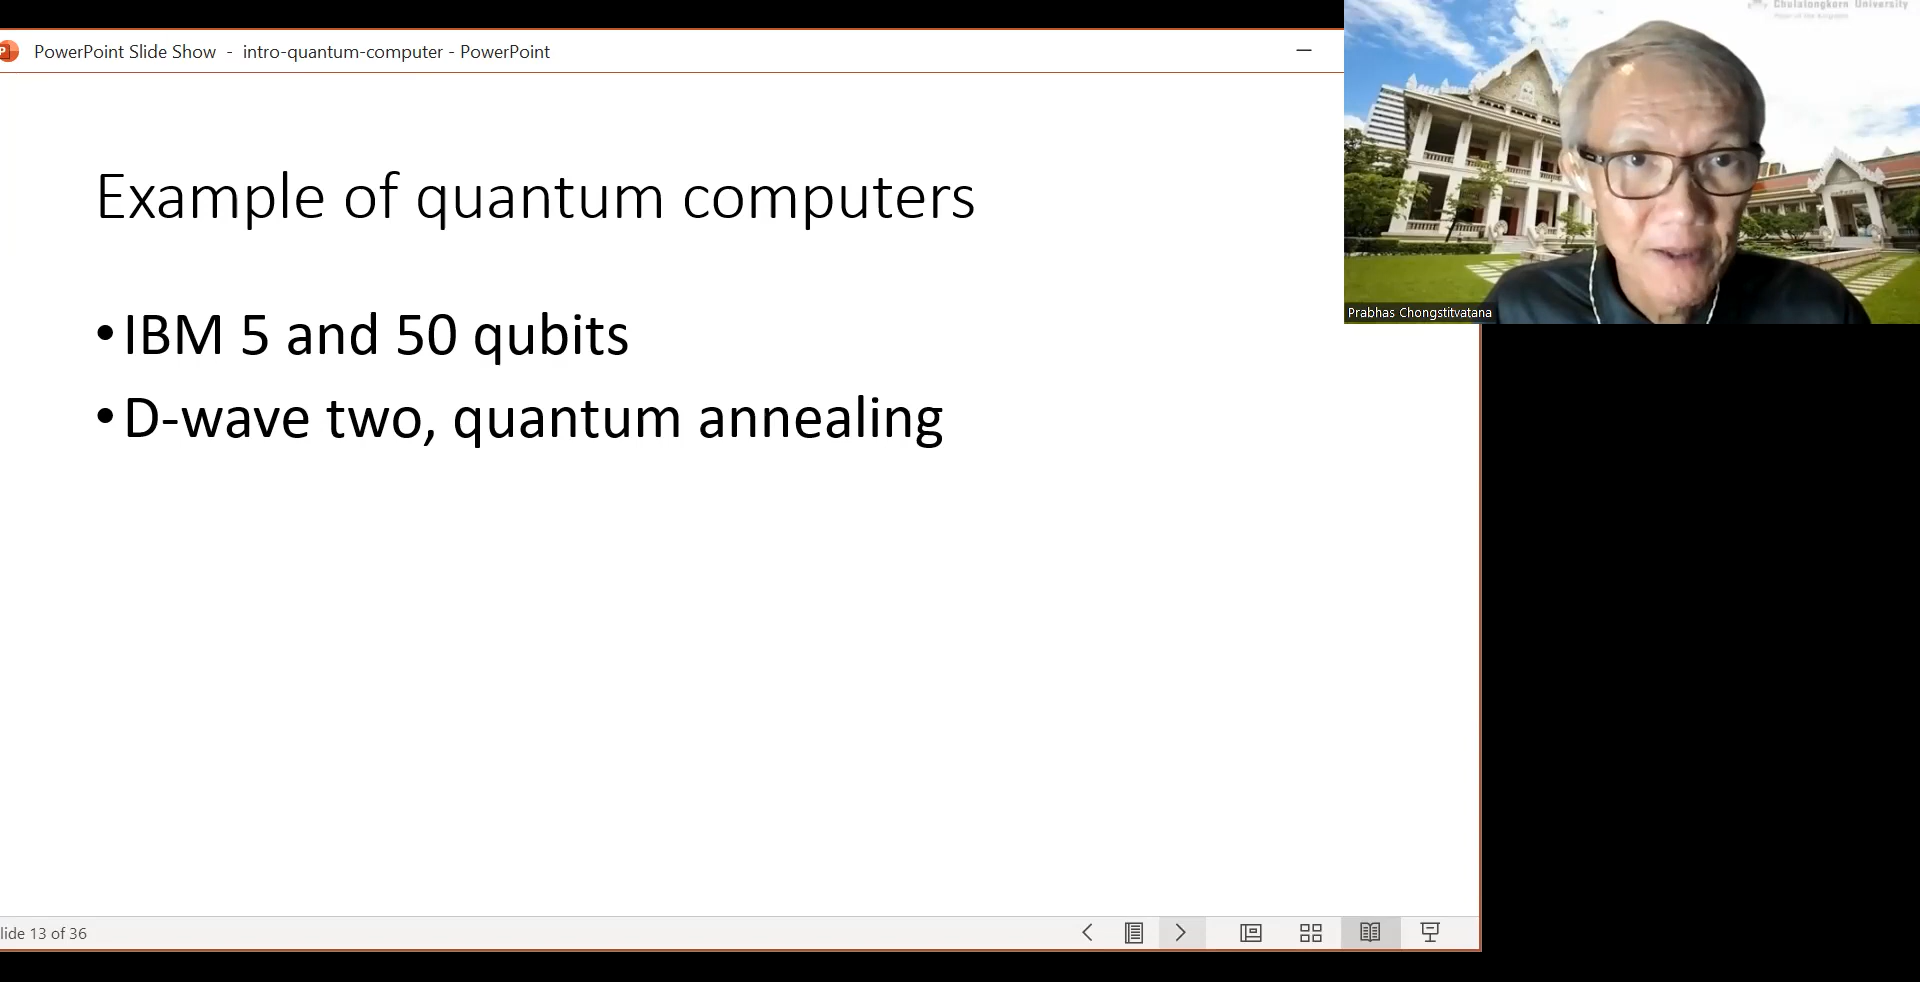 PowerPoint Slide Show - intro-quantum-computer - PowerPoint
Chulalongkorn University
Example of quantum computers
•IBM 5 and 50 qubits
•D-wave two, quantum annealing
Prabhas Chongstitvatana
lide 13 of 36